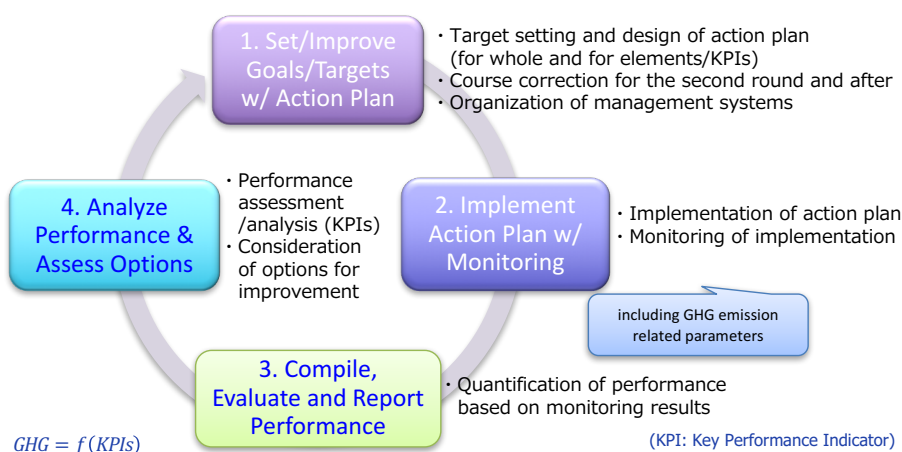 1. Set/Improve
Goals/Targets
w/ Action Plan
・Target setting and design of action plan
(for whole and for elements/KPIs)
・Course correction for the second round and after
・Organization of management systems
2. Implement
Action Plan w/
Monitoring
・Implementation of action plan
・Monitoring of implementation
including GHG emission
related parameters
3. Compile,
Evaluate and Report
Performance
・Quantification of performance
based on monitoring results
4. Analyze
Performance &
Assess Options
・Performance
assessment
/analysis (KPIs)
・Consideration
of options for
improvement
GHG = f(KPIs)
(KPI: Key Performance Indicator)